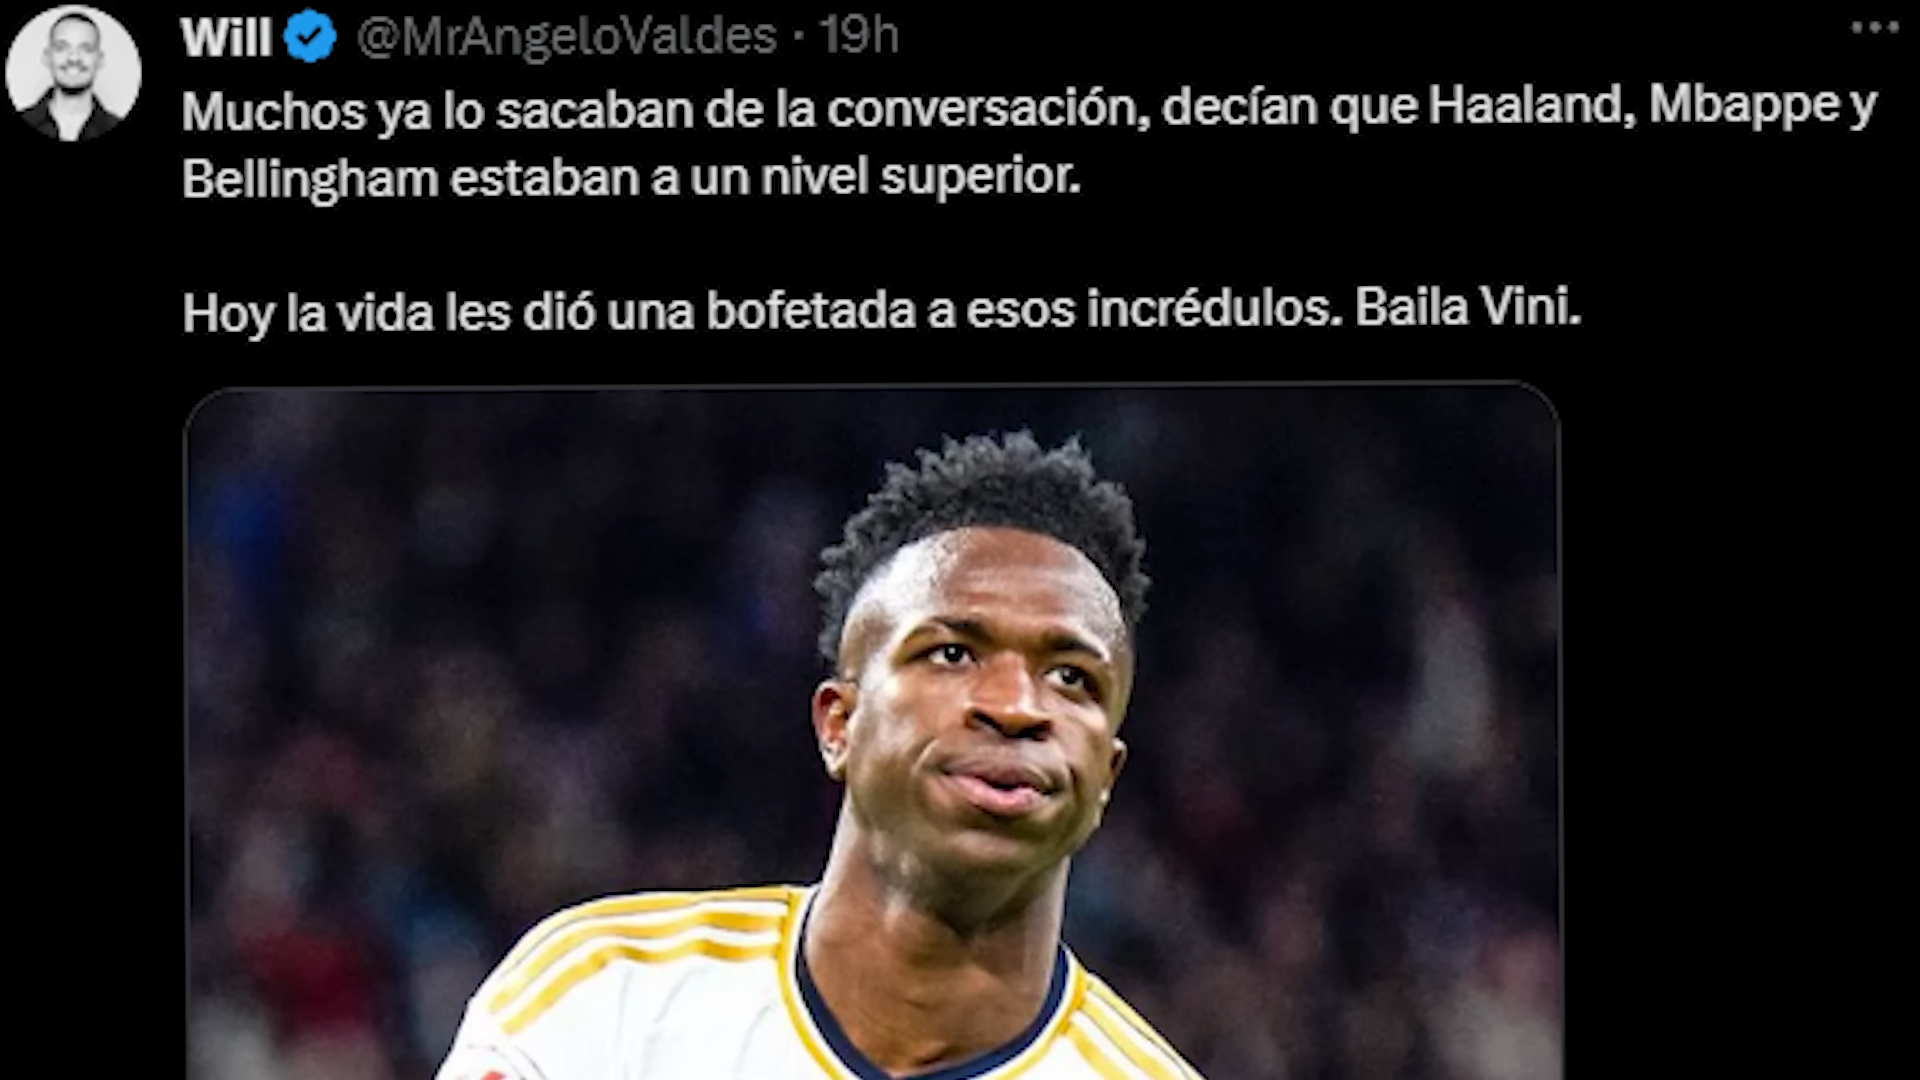 Will @MrAngeloValdes · 19h
Muchos ya lo sacaban de la conversación, decían que Haaland, Mbappe y
Bellingham estaban a un nivel superior.
Hoy la vida les dió una bofetada a esos incrédulos. Baila Vini.